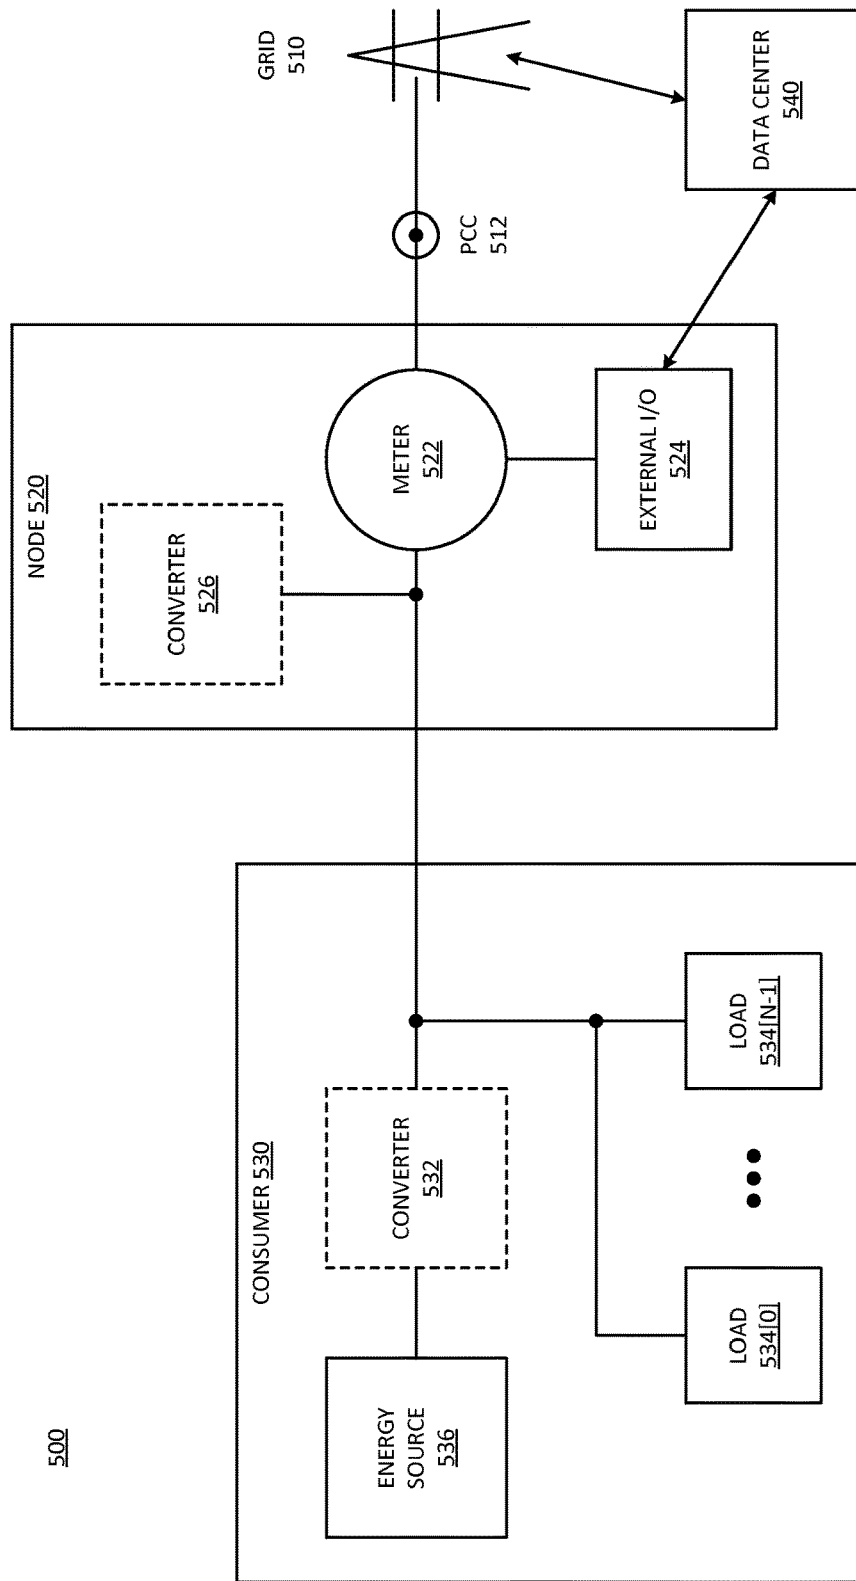 500
CONSUMER 530
ENERGY
SOURCE
536
CONVERTER
532
LOAD
534[0]
LOAD
534[N-1]
NODE 520
CONVERTER
526
METER
522
EXTERNAL I/O
524
PCC
512
GRID
510
DATA CENTER
540